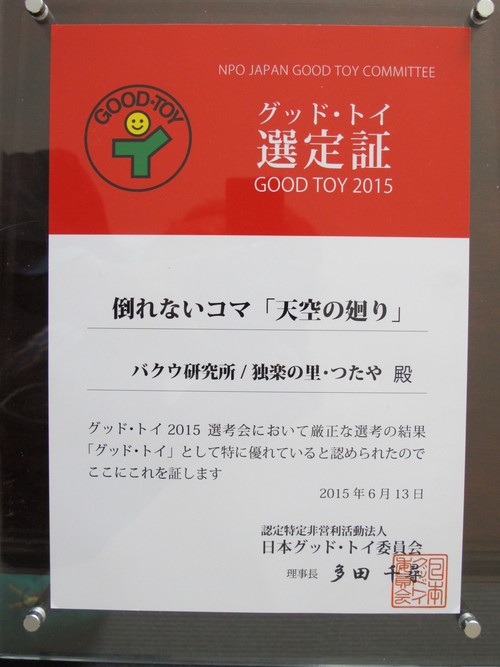 NPO JAPAN GOOD TOY COMMITTEE
GOOD・TOY
グッド・トイ
選定証
GOOD TOY 2015
倒れないコマ「天空の廻り」
バクウ研究所 / 独楽の里・つたや 殿
グッド・トイ 2015 選考会において厳正な選考の結果
「グッド・トイ」として特に優れていると認められたので
ここにこれを証します
2015年6月13日
認定特定非営利活動法人
日本グッド・トイ委員会
理事長 多田 千尋